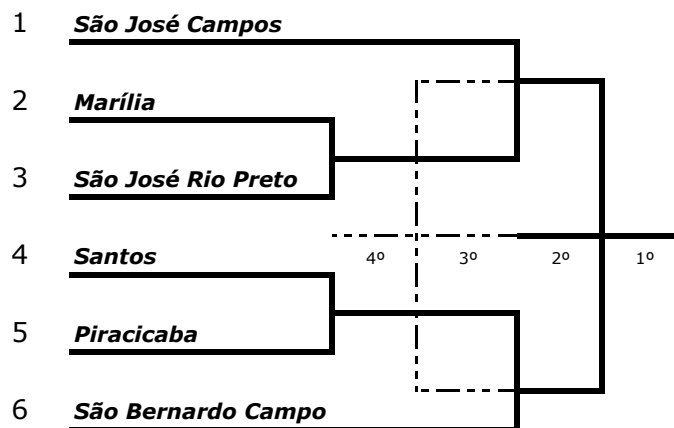 1 São José Campos
2 Marília
3 São José Rio Preto
4 Santos
4º 3º 2º 1º
5 Piracicaba
6 São Bernardo Campo